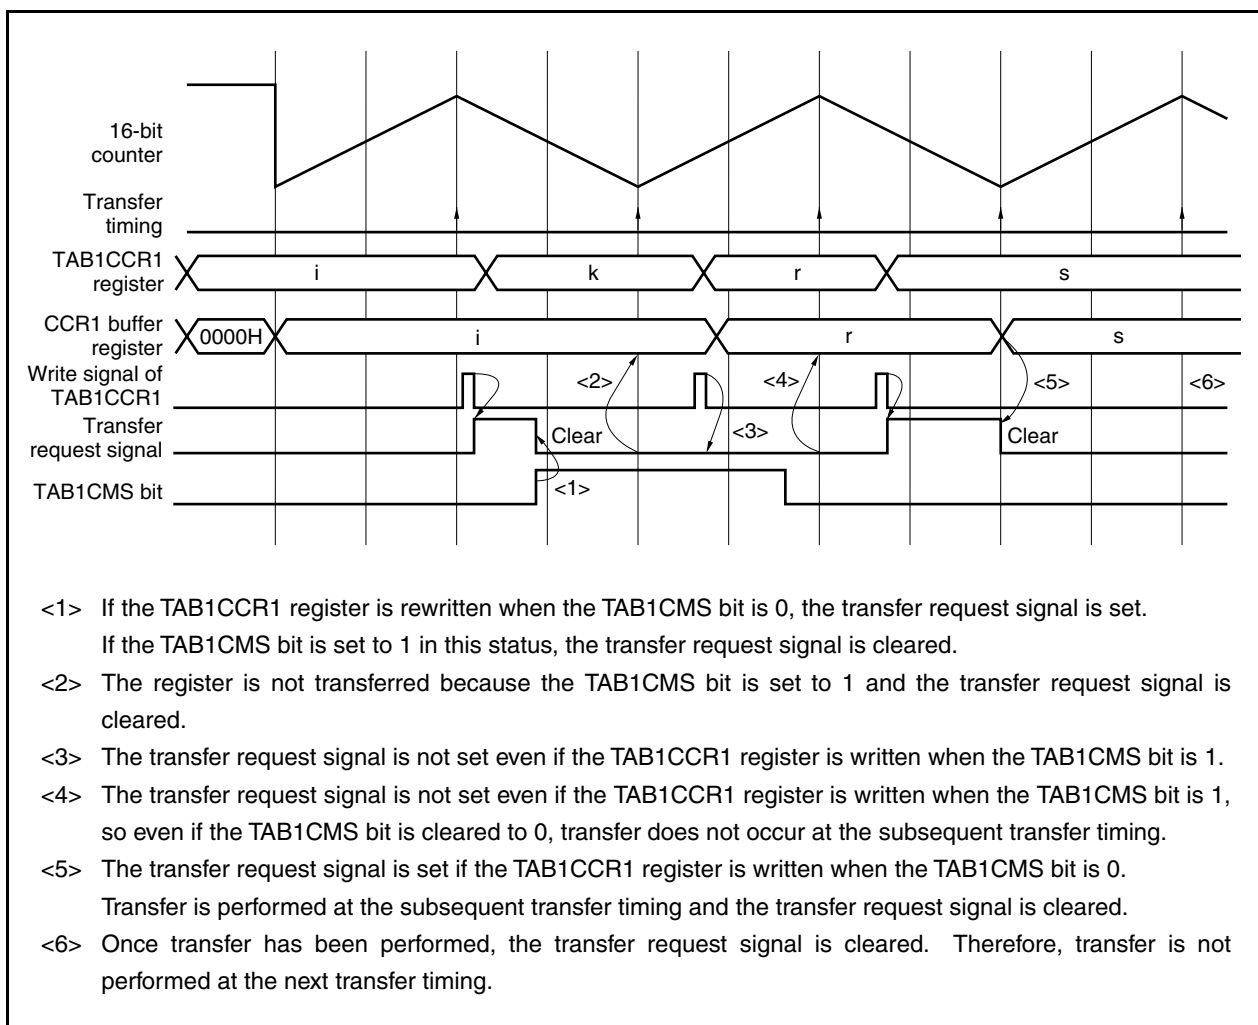 16-bit
counter
Transfer
timing
TAB1CCR1
register
i k r s
CCR1 buffer
register
0000H i r s
Write signal of
TAB1CCR1
<2> <4> <5> <6>
Transfer
request signal
Clear <3> Clear
TAB1CMS bit
<1>
<1> If the TAB1CCR1 register is rewritten when the TAB1CMS bit is 0, the transfer request signal is set.
If the TAB1CMS bit is set to 1 in this status, the transfer request signal is cleared.
<2> The register is not transferred because the TAB1CMS bit is set to 1 and the transfer request signal is
cleared.
<3> The transfer request signal is not set even if the TAB1CCR1 register is written when the TAB1CMS bit is 1.
<4> The transfer request signal is not set even if the TAB1CCR1 register is written when the TAB1CMS bit is 1,
so even if the TAB1CMS bit is cleared to 0, transfer does not occur at the subsequent transfer timing.
<5> The transfer request signal is set if the TAB1CCR1 register is written when the TAB1CMS bit is 0.
Transfer is performed at the subsequent transfer timing and the transfer request signal is cleared.
<6> Once transfer has been performed, the transfer request signal is cleared. Therefore, transfer is not
performed at the next transfer timing.